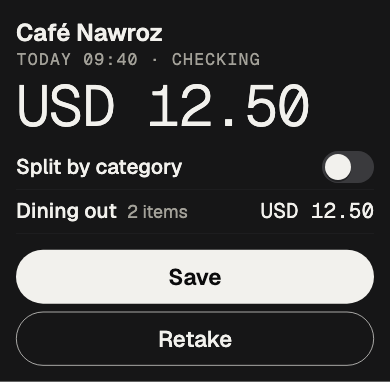 Café Nawroz
TODAY 09:40 · CHECKING
USD 12.50
Split by category
Dining out 2 items USD 12.50
Save
Retake